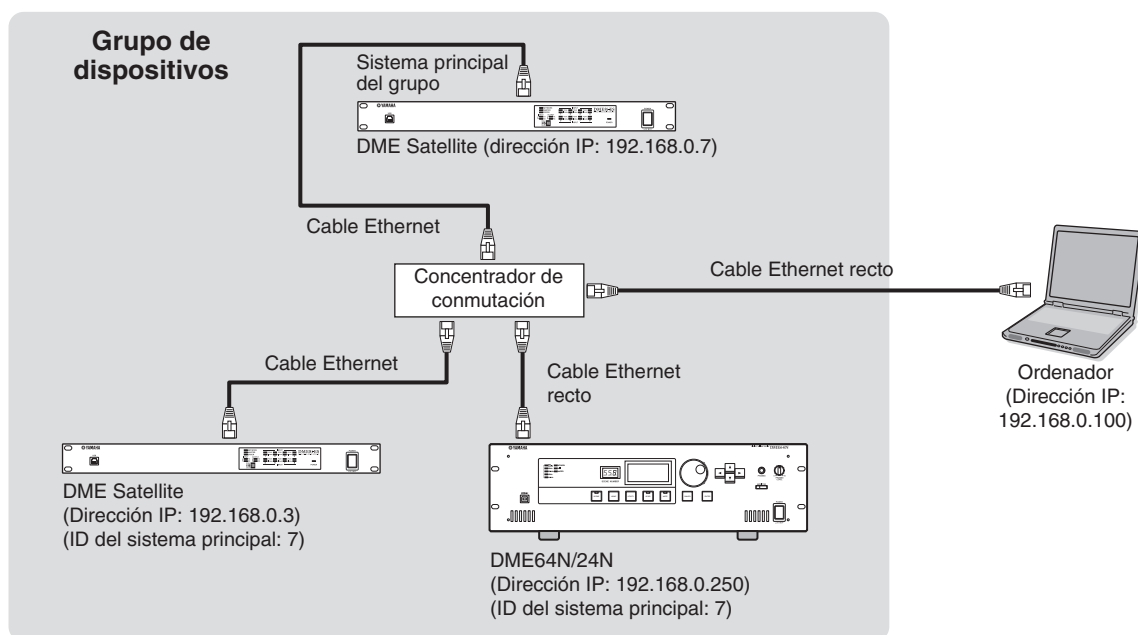 Grupo de
dispositivos
Sistema principal
del grupo
YAMAHA
DME Satellite (dirección IP: 192.168.0.7)
Cable Ethernet
Concentrador de
conmutación
Cable Ethernet recto
Cable Ethernet
Cable Ethernet
recto
Ordenador
(Dirección IP:
192.168.0.100)
YAMAHA
DME Satellite
(Dirección IP: 192.168.0.3)
(ID del sistema principal: 7)
YAMAHA
DME64N/24N
(Dirección IP: 192.168.0.250)
(ID del sistema principal: 7)